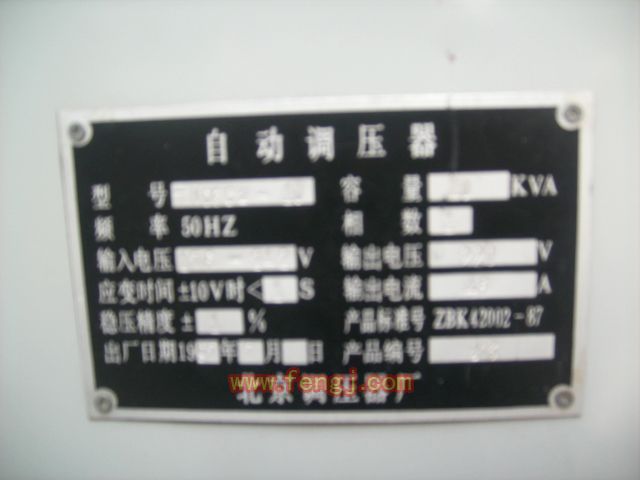 自动调压器
型号 容量 KVA
频率 50HZ 相数
输入电压 V 输出电压 V
应变时间 ±10V时< S 输出电流 A
稳压精度 ± % 产品标准号 ZBK42002-87
出厂日期 19 年 月 日 产品编号
www.fengj.com
北京调压器厂